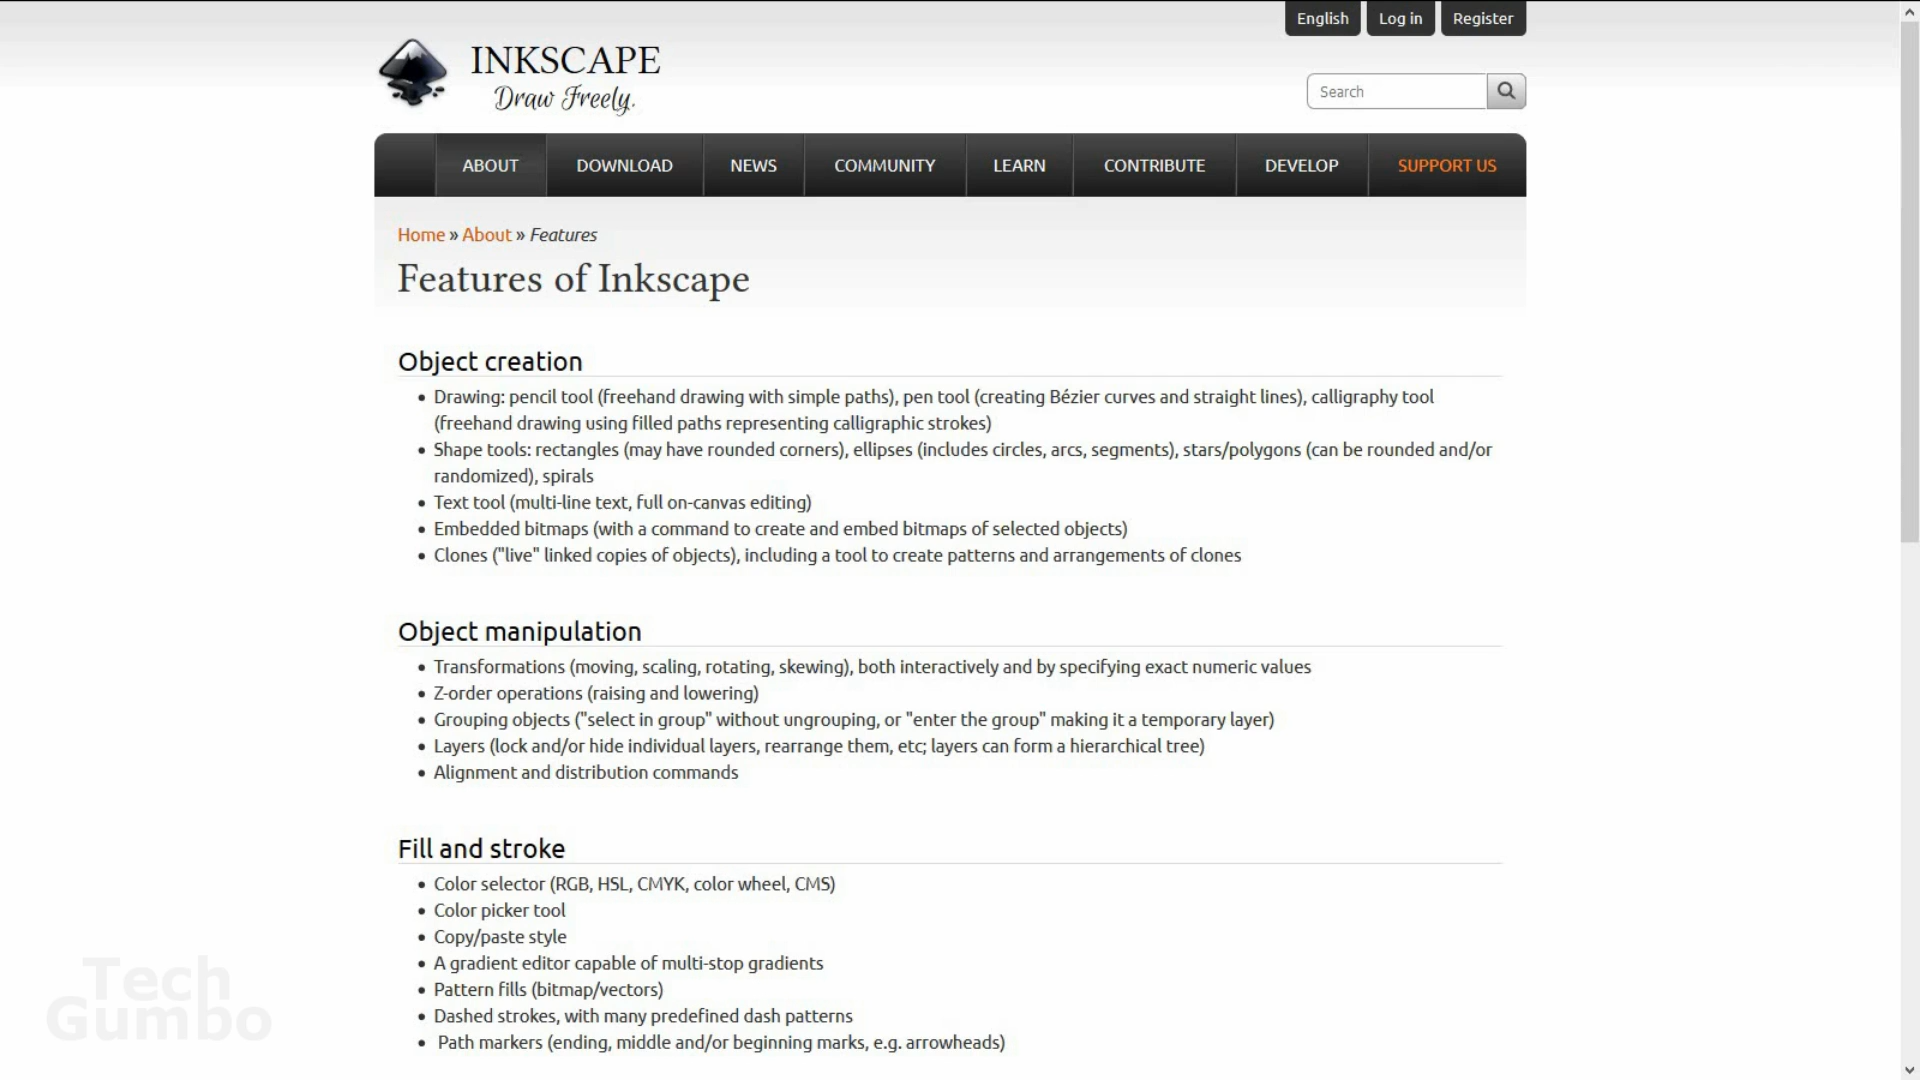 English Log in Register
INKSCAPE
Draw Freely.
Search
ABOUT DOWNLOAD NEWS COMMUNITY LEARN CONTRIBUTE DEVELOP SUPPORT US
Home » About » Features
Features of Inkscape
Object creation
• Drawing: pencil tool (freehand drawing with simple paths), pen tool (creating Bézier curves and straight lines), calligraphy tool
(freehand drawing using filled paths representing calligraphic strokes)
• Shape tools: rectangles (may have rounded corners), ellipses (includes circles, arcs, segments), stars/polygons (can be rounded and/or
randomized), spirals
• Text tool (multi-line text, full on-canvas editing)
• Embedded bitmaps (with a command to create and embed bitmaps of selected objects)
• Clones ("live" linked copies of objects), including a tool to create patterns and arrangements of clones
Object manipulation
• Transformations (moving, scaling, rotating, skewing), both interactively and by specifying exact numeric values
• Z-order operations (raising and lowering)
• Grouping objects ("select in group" without ungrouping, or "enter the group" making it a temporary layer)
• Layers (lock and/or hide individual layers, rearrange them, etc; layers can form a hierarchical tree)
• Alignment and distribution commands
Fill and stroke
• Color selector (RGB, HSL, CMYK, color wheel, CMS)
• Color picker tool
• Copy/paste style
• A gradient editor capable of multi-stop gradients
• Pattern fills (bitmap/vectors)
• Dashed strokes, with many predefined dash patterns
• Path markers (ending, middle and/or beginning marks, e.g. arrowheads)
Tech
Gumbo